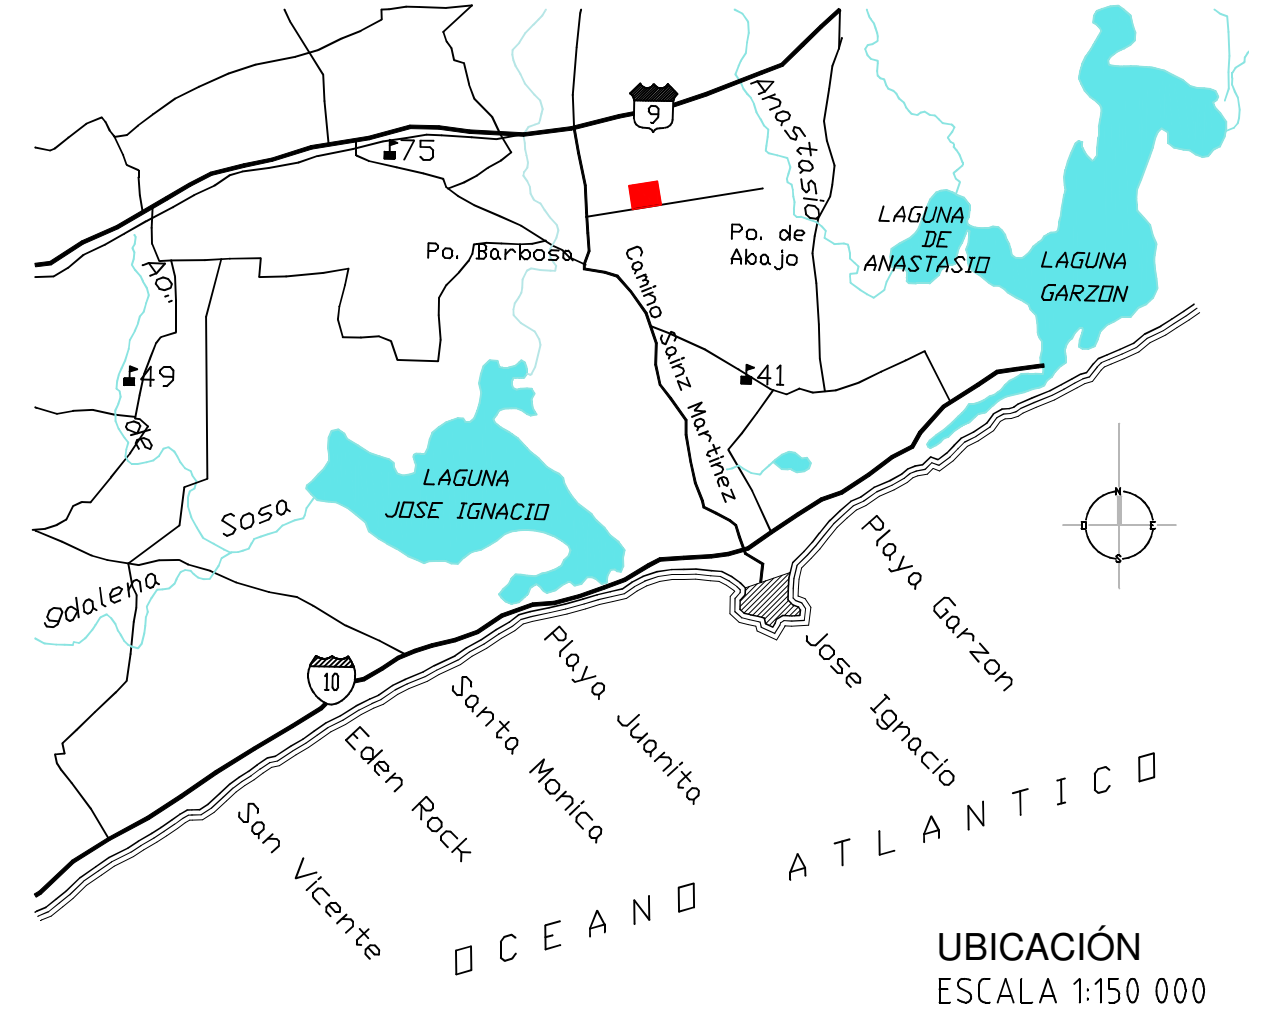 9
Anastasio
75
LAGUNA
DE
ANASTASIO
Po. de
Abajo
LAGUNA
GARZON
Po. Barbosa
Camino Sainz Martinez
Ao.
49
de
41
LAGUNA
JOSE IGNACIO
Sosa
N
O
E
S
gdalena
10
Playa Garzon
Jose Ignacio
Playa Juanita
Santa Monica
Eden Rock
San Vicente
OCEANO ATLANTICO
UBICACIÓN
ESCALA 1:150 000